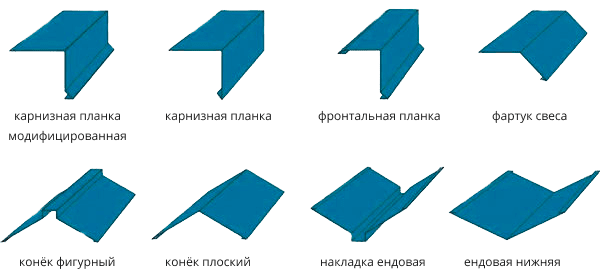 карнизная планка
модифицированная
карнизная планка
фронтальная планка
фартук свеса
конёк фигурный
конёк плоский
накладка ендовая
ендовая нижняя